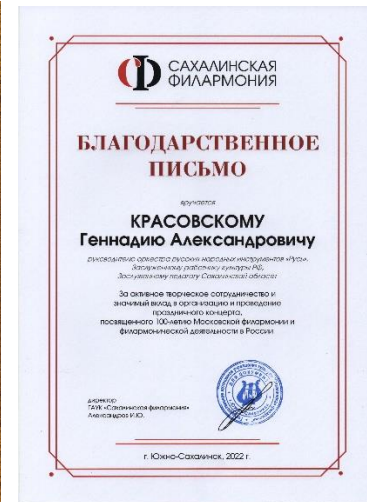 САХАЛИНСКАЯ
ФИЛАРМОНИЯ
БЛАГОДАРСТВЕННОЕ
ПИСЬМО
вручается
КРАСОВСКОМУ
Геннадию Александровичу
руководителю оркестра русских народных инструментов «Русь»,
Заслуженному работнику культуры РФ,
Заслуженному педагогу Сахалинской области
За активное творческое сотрудничество и
значимый вклад в организацию и проведение
праздничного концерта,
посвященного 100-летию Московской филармонии и
филармонической деятельности в России
директор
ГАУК «Сахалинская филармония»
Александров И.Ю.
г. Южно-Сахалинск, 2022 г.